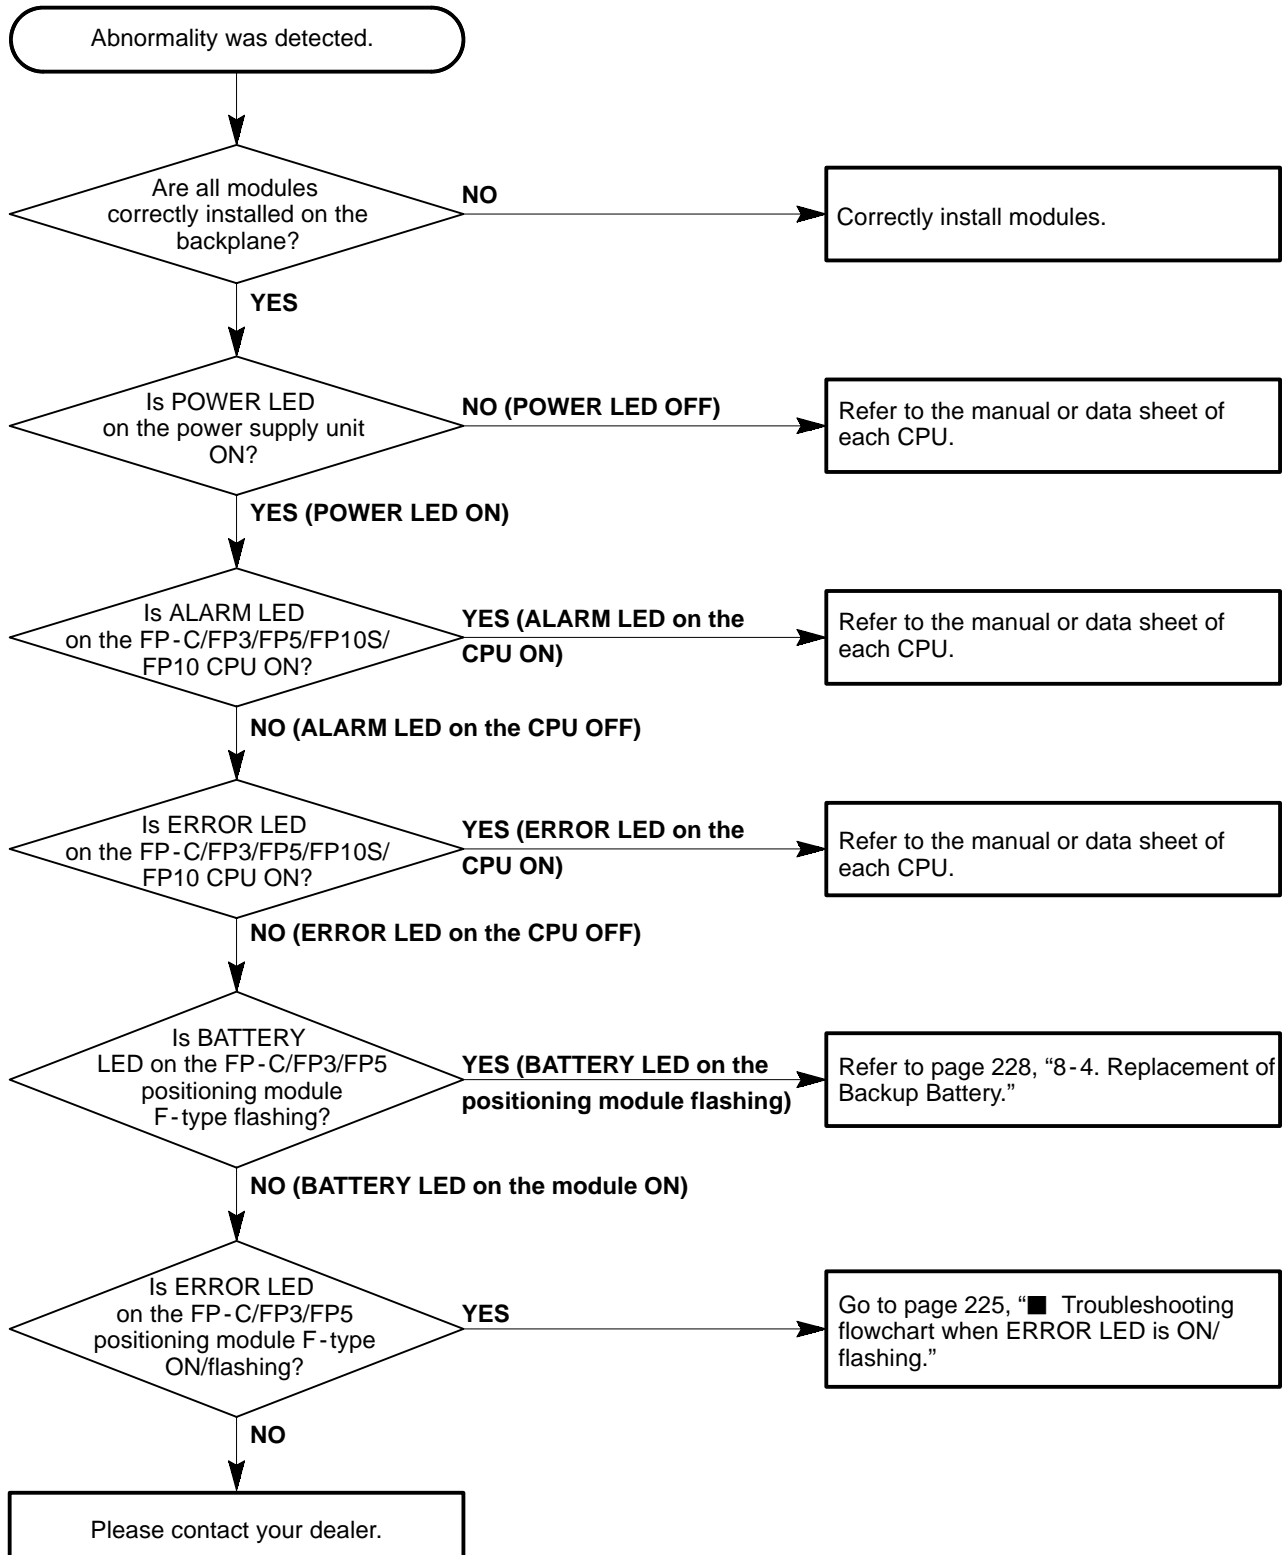 Abnormality was detected.
Are all modules
correctly installed on the
backplane?
NO
Correctly install modules.
YES
Is POWER LED
on the power supply unit
ON?
NO (POWER LED OFF)
Refer to the manual or data sheet of
each CPU.
YES (POWER LED ON)
Is ALARM LED
on the FP-C/FP3/FP5/FP10S/
FP10 CPU ON?
YES (ALARM LED on the
CPU ON)
Refer to the manual or data sheet of
each CPU.
NO (ALARM LED on the CPU OFF)
Is ERROR LED
on the FP-C/FP3/FP5/FP10S/
FP10 CPU ON?
YES (ERROR LED on the
CPU ON)
Refer to the manual or data sheet of
each CPU.
NO (ERROR LED on the CPU OFF)
Is BATTERY
LED on the FP-C/FP3/FP5
positioning module
F-type flashing?
YES (BATTERY LED on the
positioning module flashing)
Refer to page 228, “8-4. Replacement of
Backup Battery.”
NO (BATTERY LED on the module ON)
Is ERROR LED
on the FP-C/FP3/FP5
positioning module F-type
ON/flashing?
YES
Go to page 225, “■ Troubleshooting
flowchart when ERROR LED is ON/
flashing.”
NO
Please contact your dealer.